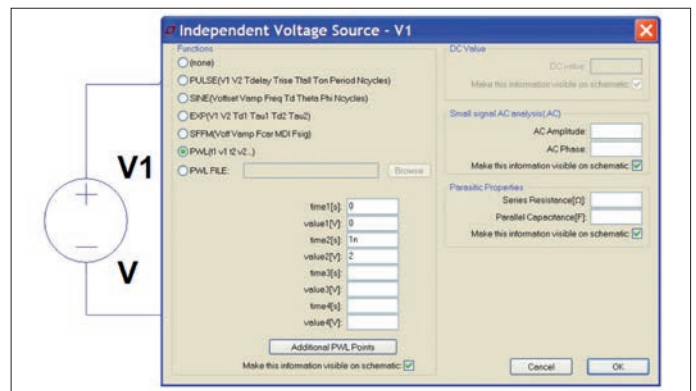 V1
V
Independent Voltage Source - V1
Functions
(none)
PULSE(V1 V2 Tdelay Trise Tfall Ton Period Ncycles)
SINE(Voffset Vamp Freq Td Theta Phi Ncycles)
EXP(V1 V2 Td1 Tau1 Td2 Tau2)
SFFM(Voff Vamp Fcar MDI Fsig)
PWL(t1 v1 t2 v2...)
PWL FILE: Browse
time1[s]: 0
value1[V]: 0
time2[s]: 1n
value2[V]: 2
time3[s]:
value3[V]:
time4[s]:
value4[V]:
Additional PWL Points
Make this information visible on schematic:
DC Value
DC value:
Make this information visible on schematic:
Small signal AC analysis(.AC)
AC Amplitude:
AC Phase:
Make this information visible on schematic:
Parasitic Properties
Series Resistance[Ω]:
Parallel Capacitance[F]:
Make this information visible on schematic:
Cancel OK